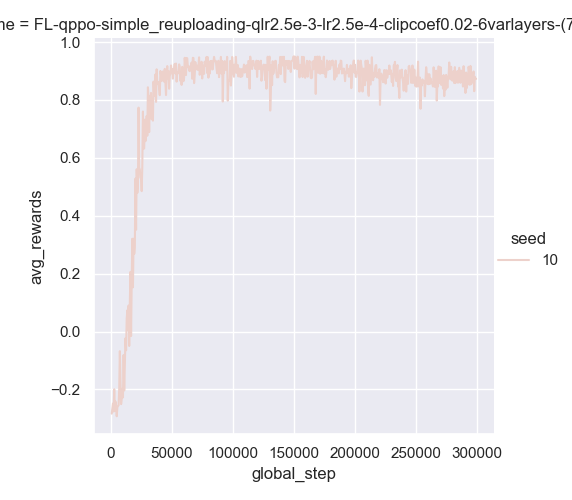 me = FL-qppo-simple_reuploading-qlr2.5e-3-lr2.5e-4-clipcoef0.02-6varlayers-(7
1.0
0.8
0.6
0.4
0.2
0.0
−0.2
avg_rewards
0 50000 100000 150000 200000 250000 300000
global_step
seed
10